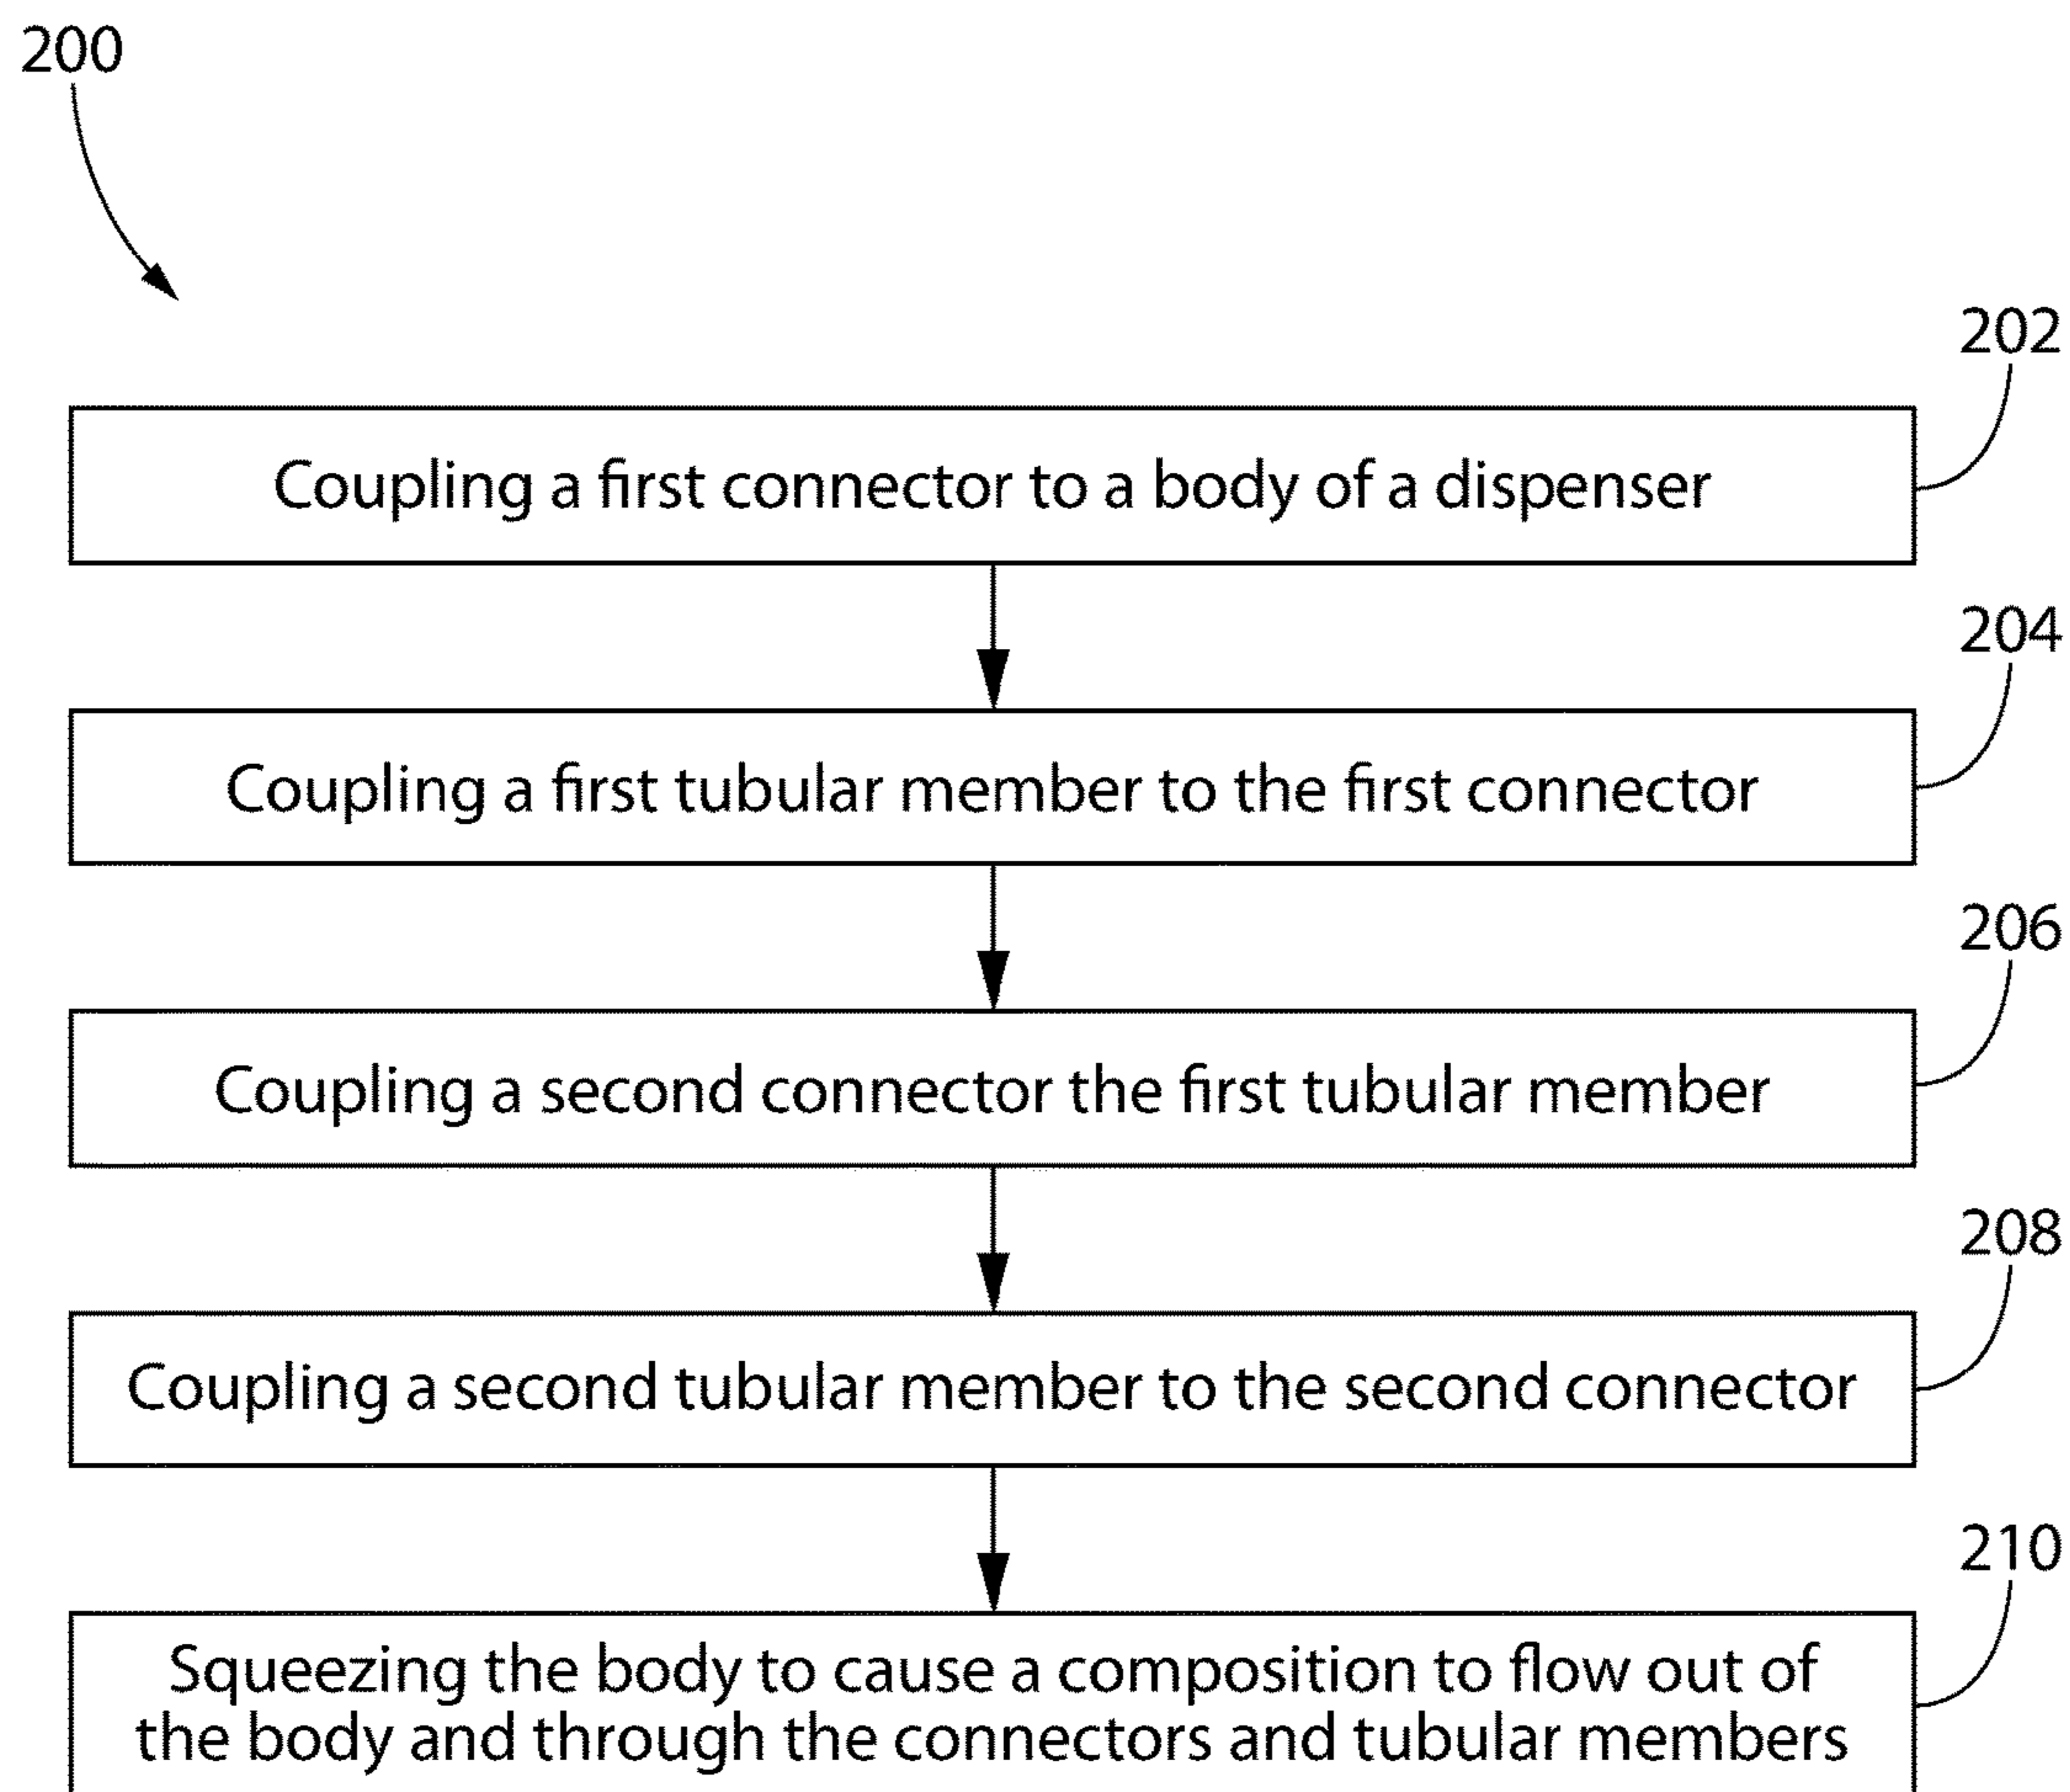 200
202
Coupling a first connector to a body of a dispenser
204
Coupling a first tubular member to the first connector
206
Coupling a second connector the first tubular member
208
Coupling a second tubular member to the second connector
210
Squeezing the body to cause a composition to flow out of
the body and through the connectors and tubular members